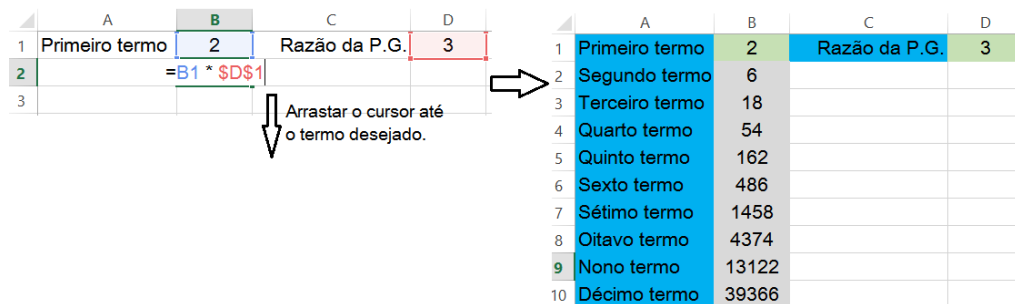 A B C D
1 Primeiro termo 2 Razão da P.G. 3
2 =B1 * $D$1
3
Arrastar o cursor até
o termo desejado.
A B C D
1 Primeiro termo 2 Razão da P.G. 3
2 Segundo termo 6
3 Terceiro termo 18
4 Quarto termo 54
5 Quinto termo 162
6 Sexto termo 486
7 Sétimo termo 1458
8 Oitavo termo 4374
9 Nono termo 13122
10 Décimo termo 39366